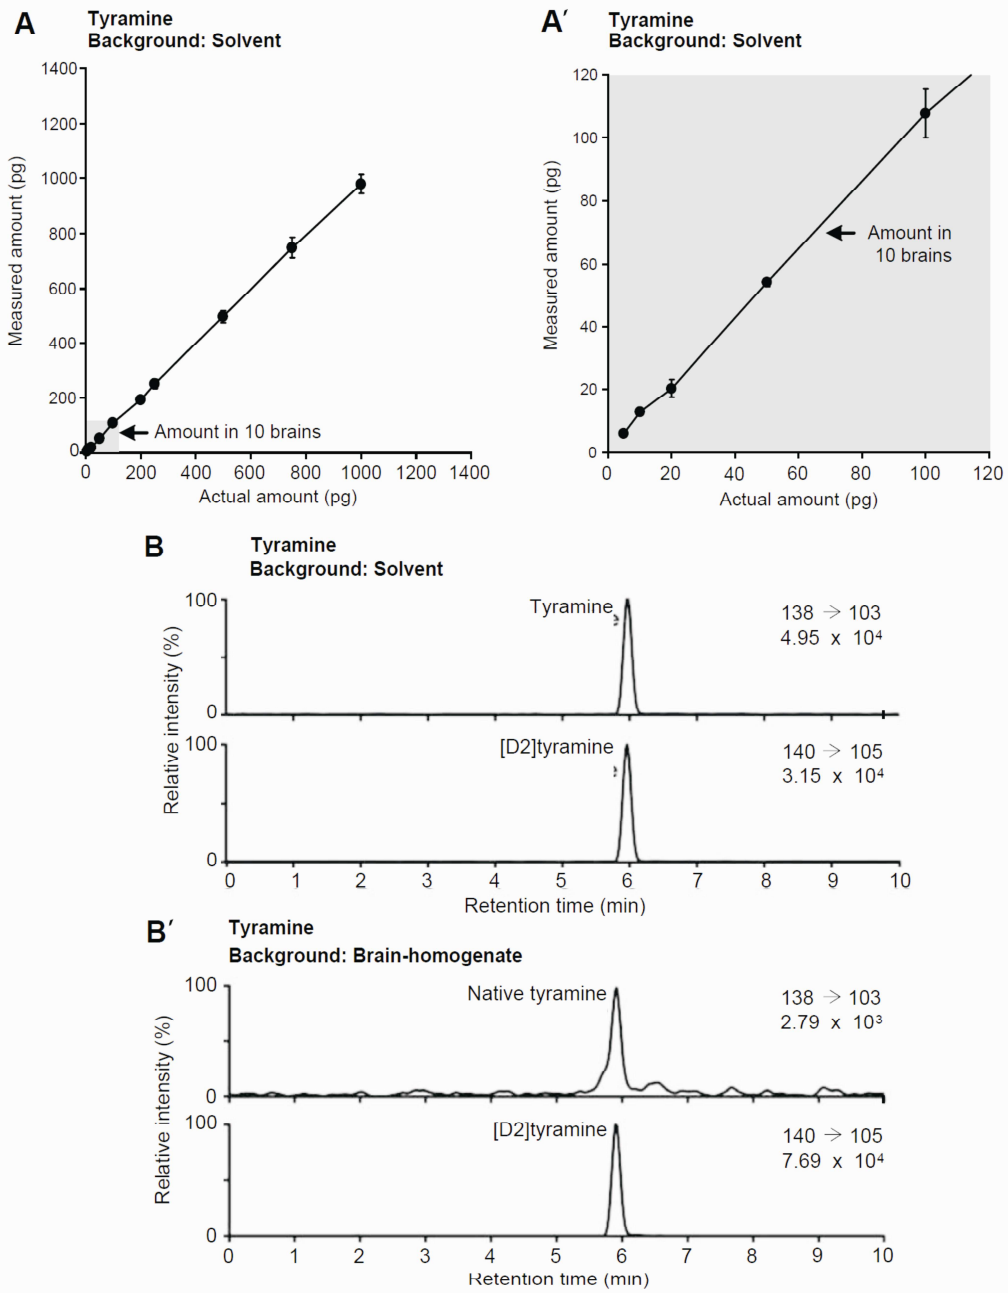 A
Tyramine
Background: Solvent
Measured amount (pg)
1400
1200
1000
800
600
400
200
0
Amount in 10 brains
0 200 400 600 800 1000 1200 1400
Actual amount (pg)
A′
Tyramine
Background: Solvent
Measured amount (pg)
120
100
80
60
40
20
0
Amount in
10 brains
0 20 40 60 80 100 120
Actual amount (pg)
B
Tyramine
Background: Solvent
Relative intensity (%)
100
0
Tyramine
138 → 103
4.95 x 10⁴
100
0
[D2]tyramine
140 → 105
3.15 x 10⁴
0 1 2 3 4 5 6 7 8 9 10
Retention time (min)
B′
Tyramine
Background: Brain-homogenate
Relative intensity (%)
100
0
Native tyramine
138 → 103
2.79 x 10³
Relative intensity (%)
100
0
[D2]tyramine
140 → 105
7.69 x 10⁴
0 1 2 3 4 5 6 7 8 9 10
Retention time (min)